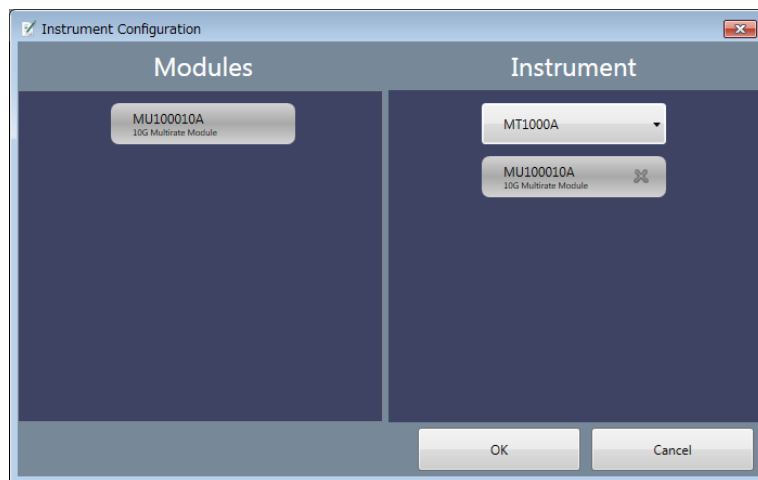 Instrument Configuration
Modules
MU100010A
10G Multirate Module
Instrument
MT1000A
MU100010A
10G Multirate Module
OK
Cancel